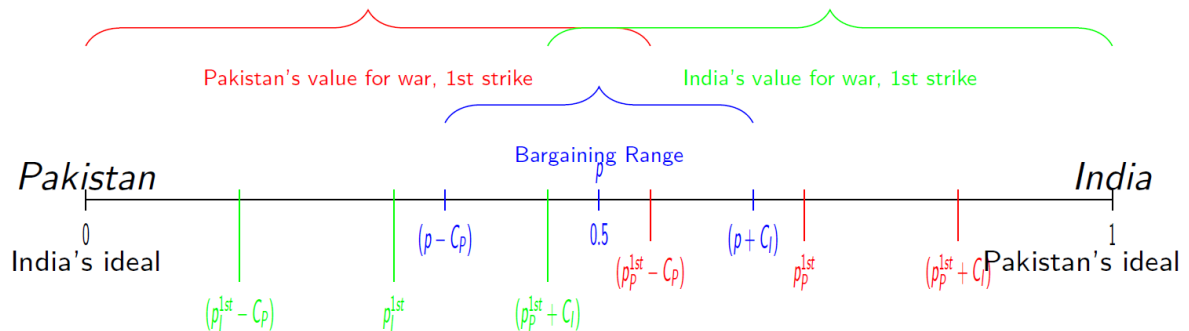 Pakistan's value for war, 1st strike
India's value for war, 1st strike
Bargaining Range
p
Pakistan
India
0
(p − C_P)
0.5
(p + C_I)
1
India's ideal
(p_P^{1st} − C_P)
p_P^{1st}
(p_P^{1st} + C_I)
Pakistan's ideal
(p_I^{1st} − C_P)
p_I^{1st}
(p_P^{1st} + C_I)